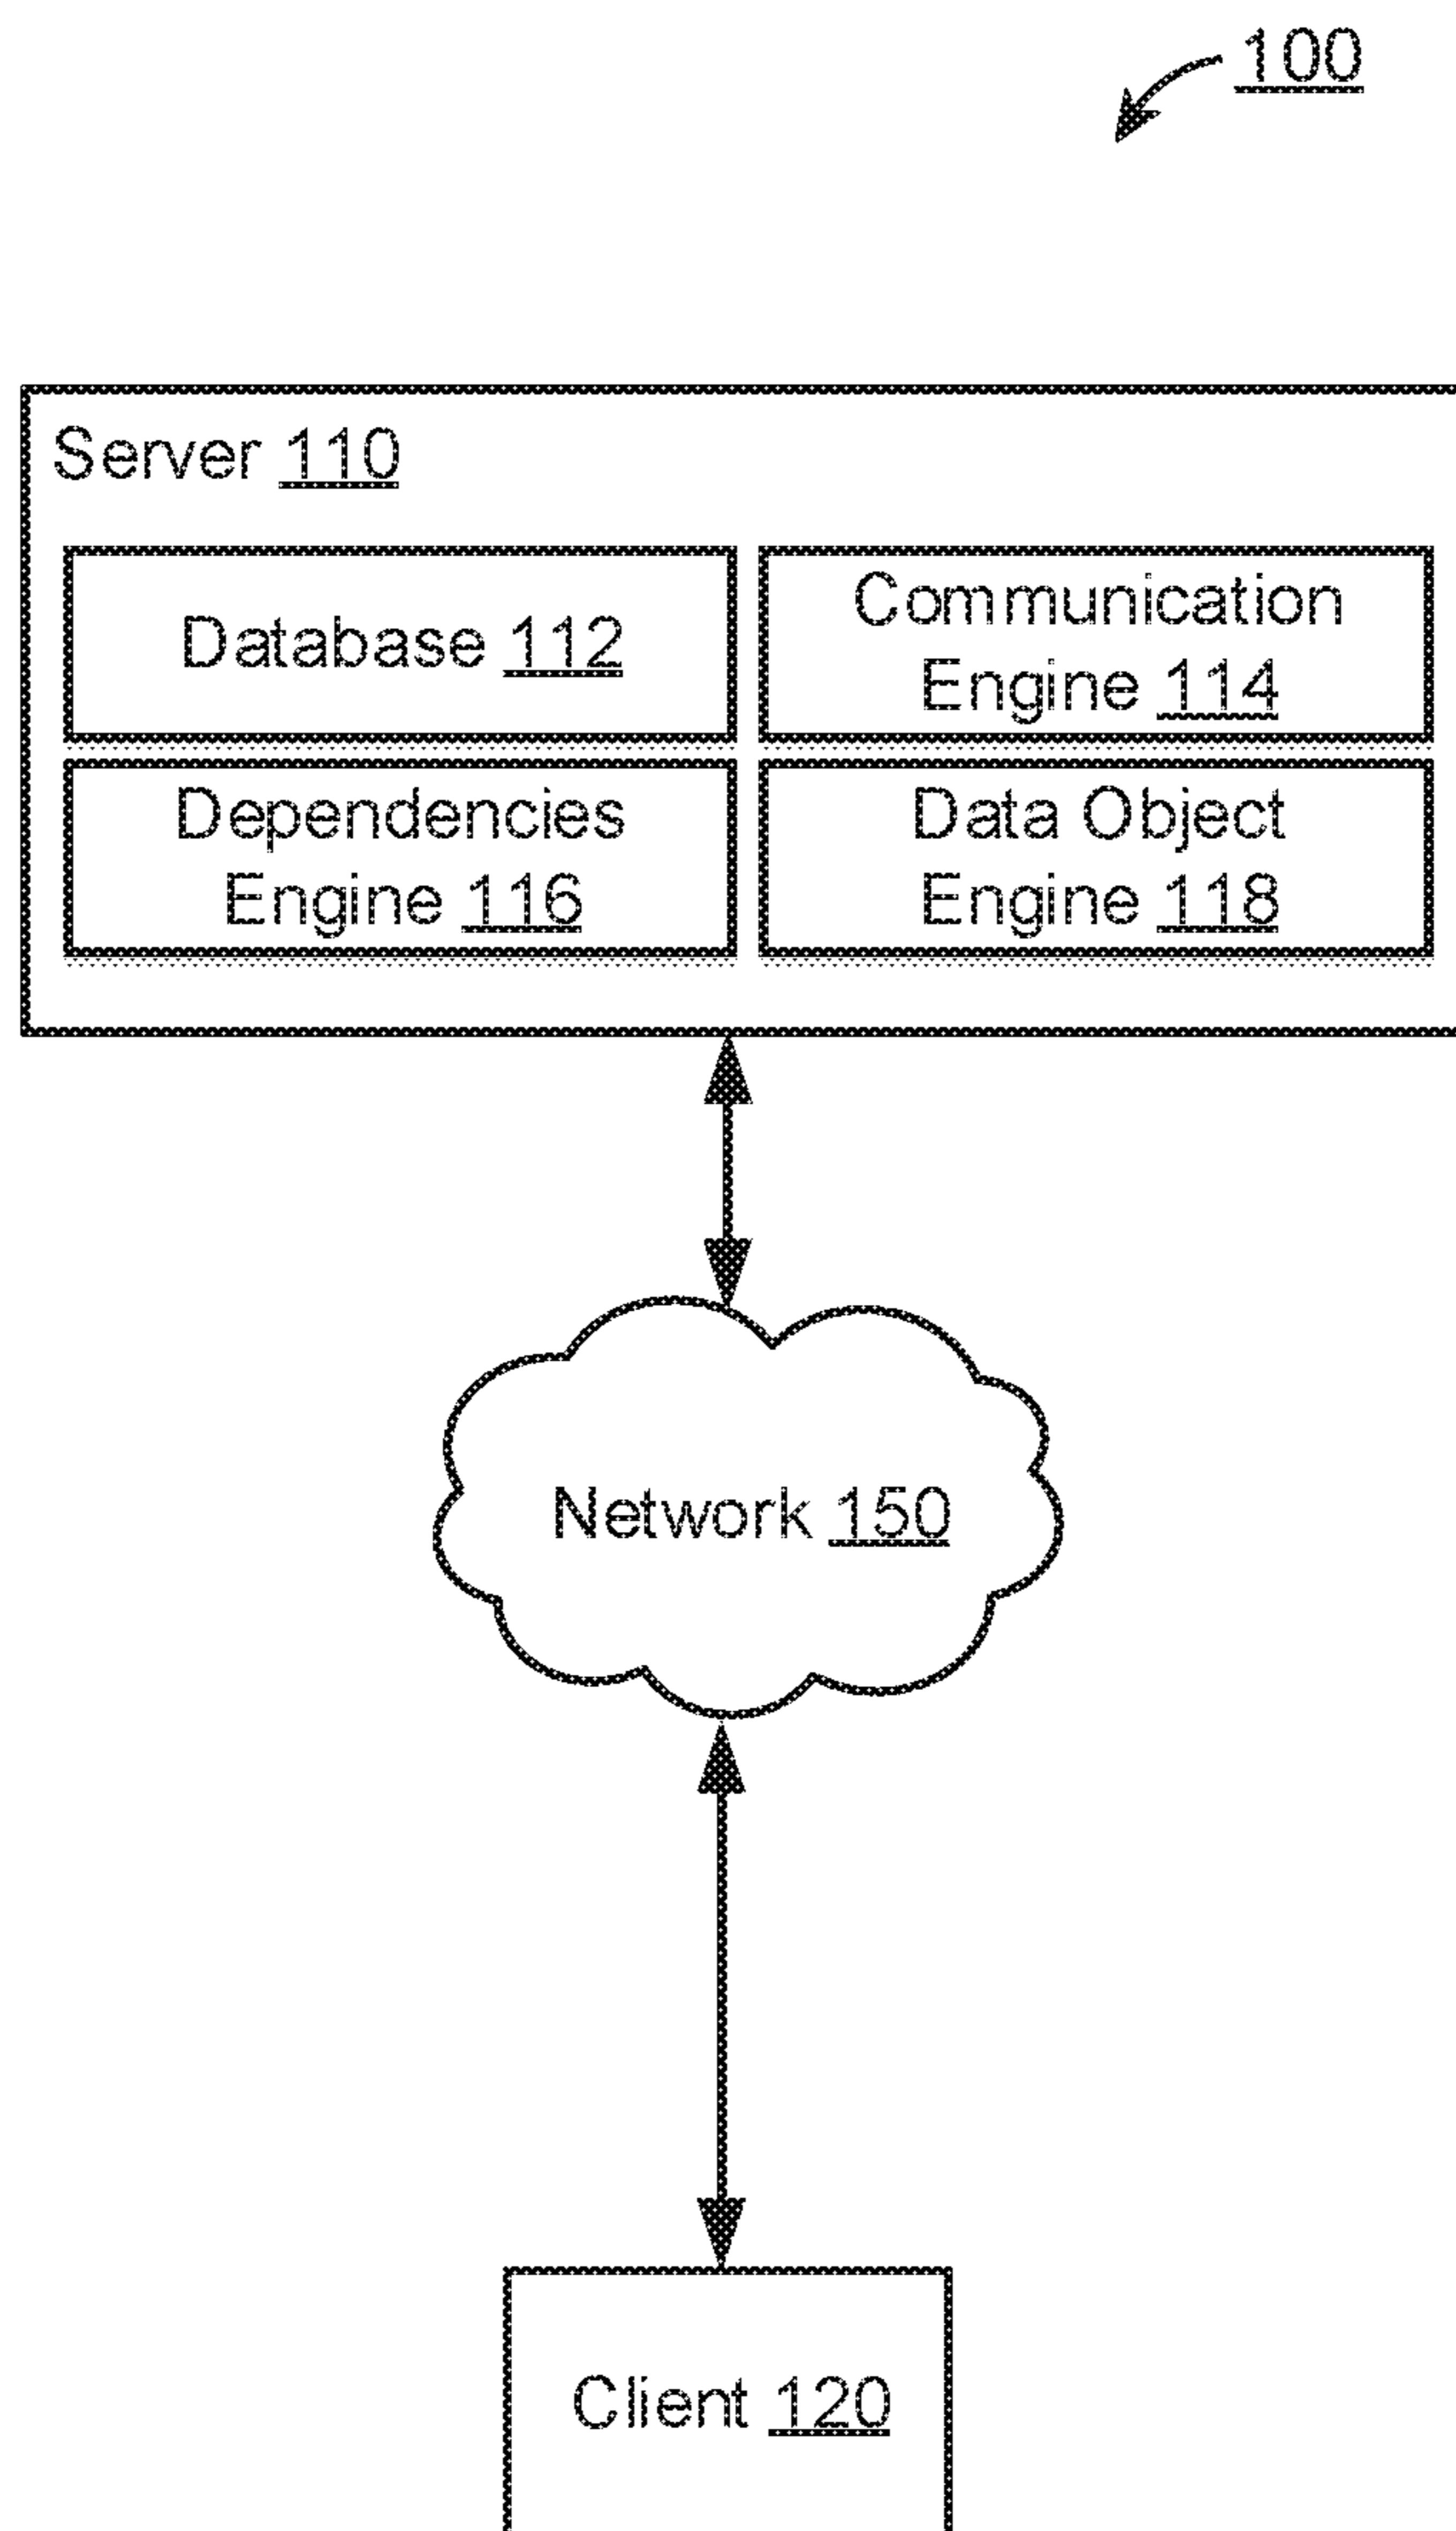 100
Server 110
Database 112
Communication
Engine 114
Dependencies
Engine 116
Data Object
Engine 118
Network 150
Client 120